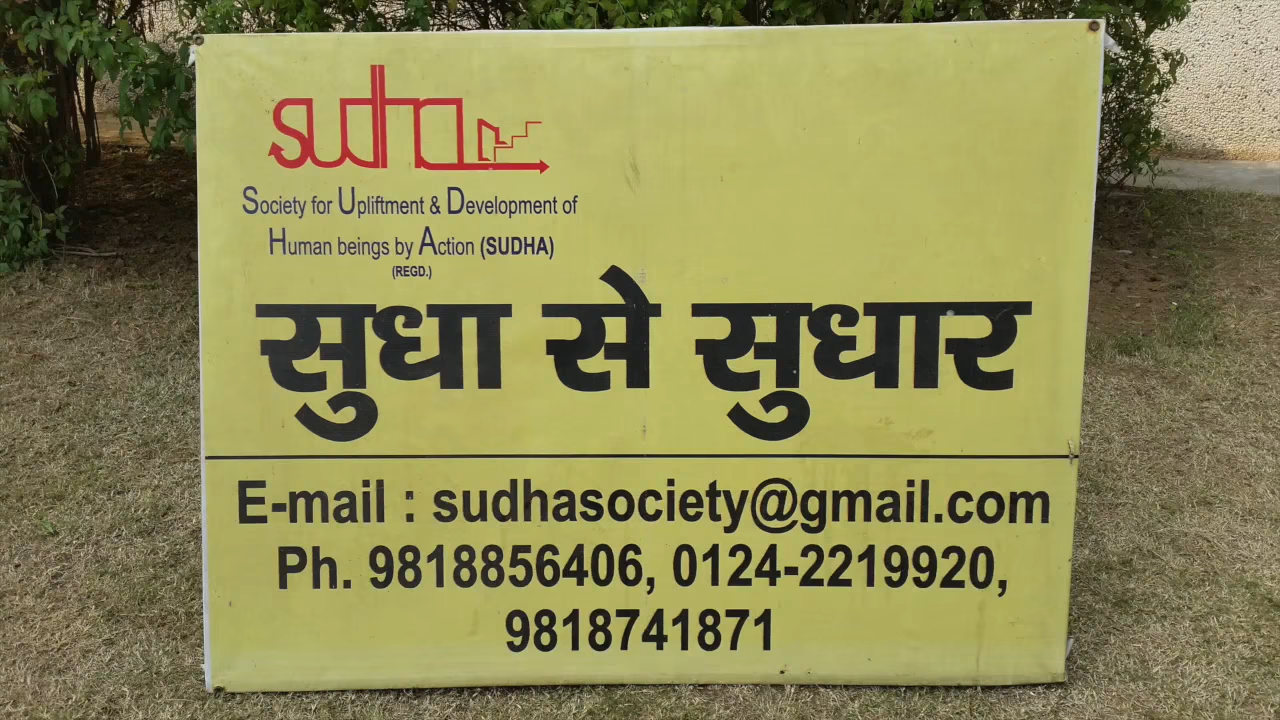 sudha
Society for Upliftment & Development of
Human beings by Action (SUDHA)
(REGD.)
सुधा से सुधार
E-mail : sudhasociety@gmail.com
Ph. 9818856406, 0124-2219920,
9818741871